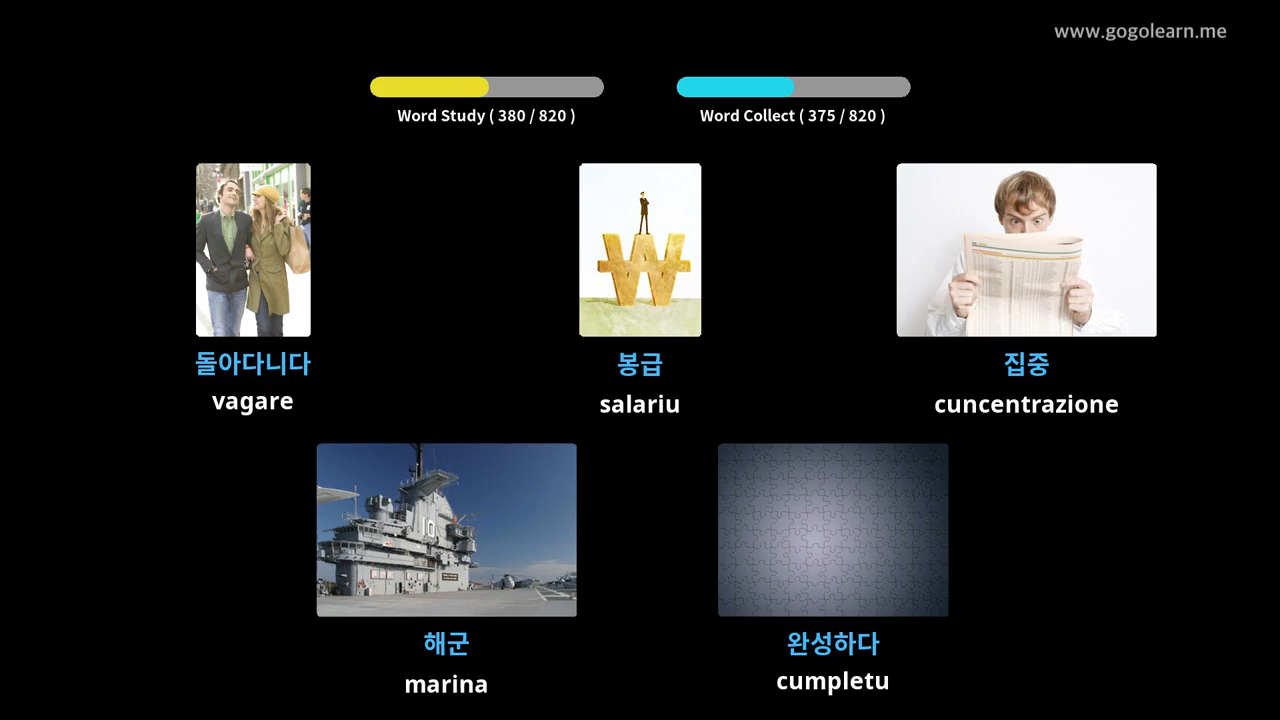 www.gogolearn.me
Word Study ( 380 / 820 )
Word Collect ( 375 / 820 )
돌아다니다
vagare
봉급
salariu
집중
cuncentrazione
10
해군
marina
완성하다
cumpletu